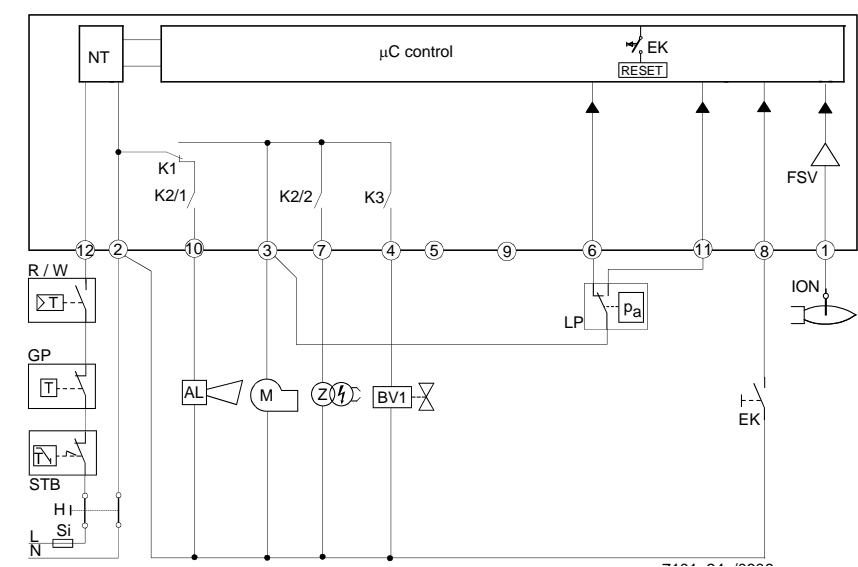 NT
µC control
EK
RESET
K1
K2/1
K2/2
K3
FSV
12 2 10 3 7 4 5 9 6 11 8 1
R / W
T
GP
T
STB
T
LP
pa
ION
AL
M
Z
BV1
EK
H
L
Si
N